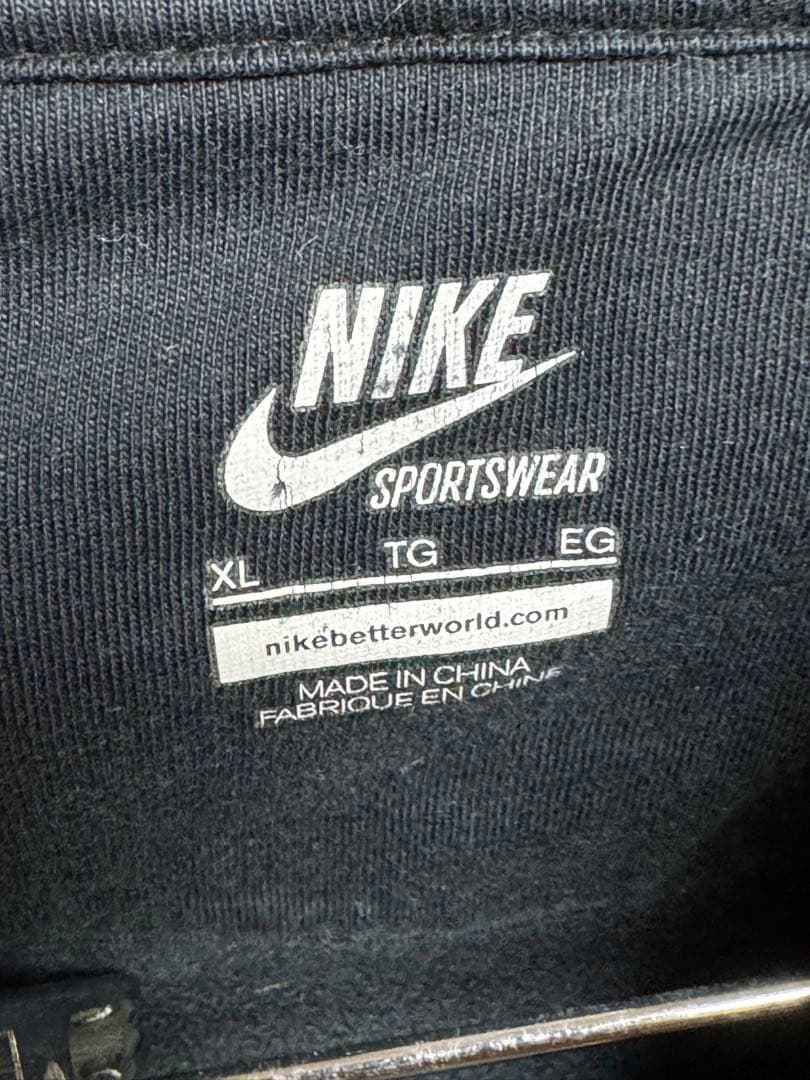 NIKE
SPORTSWEAR
XL TG EG
nikebetterworld.com
MADE IN CHINA
FABRIQUE EN CHINE